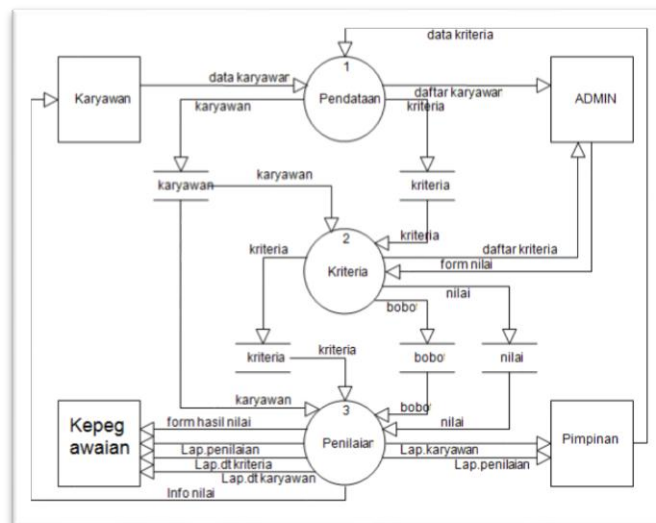 data kriteria
1
Karyawan
data karyawar
Pendataan
daftar karyawar
ADMIN
karyawan
kriteria
karyawan
karyawan
kriteria
2
kriteria
kriteria
Kriteria
daftar kriteria
form nilai
nilai
bobo
kriteria
kriteria
bobo
nilai
karyawan
3
bobo
Kepeg
awaian
form hasil nilai
Penilaiar
nilai
Pimpinan
Lap.penilaian
Lap.karyawan
Lap.dt kriteria
Lap.penilaian
Lap.dt karyawan
Info nilai